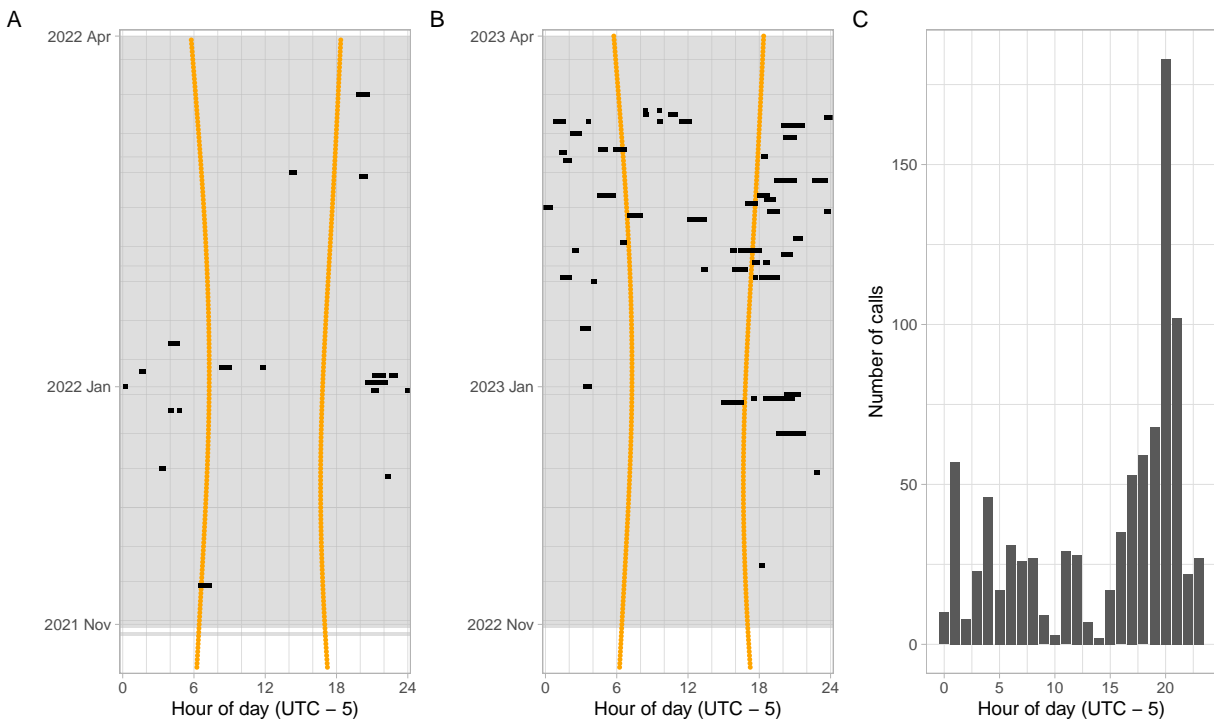 A
2022 Apr
2022 Jan
2021 Nov
0 6 12 18 24
Hour of day (UTC − 5)
B
2023 Apr
2023 Jan
2022 Nov
0 6 12 18 24
Hour of day (UTC − 5)
C
Number of calls
150
100
50
0
0 5 10 15 20
Hour of day (UTC − 5)